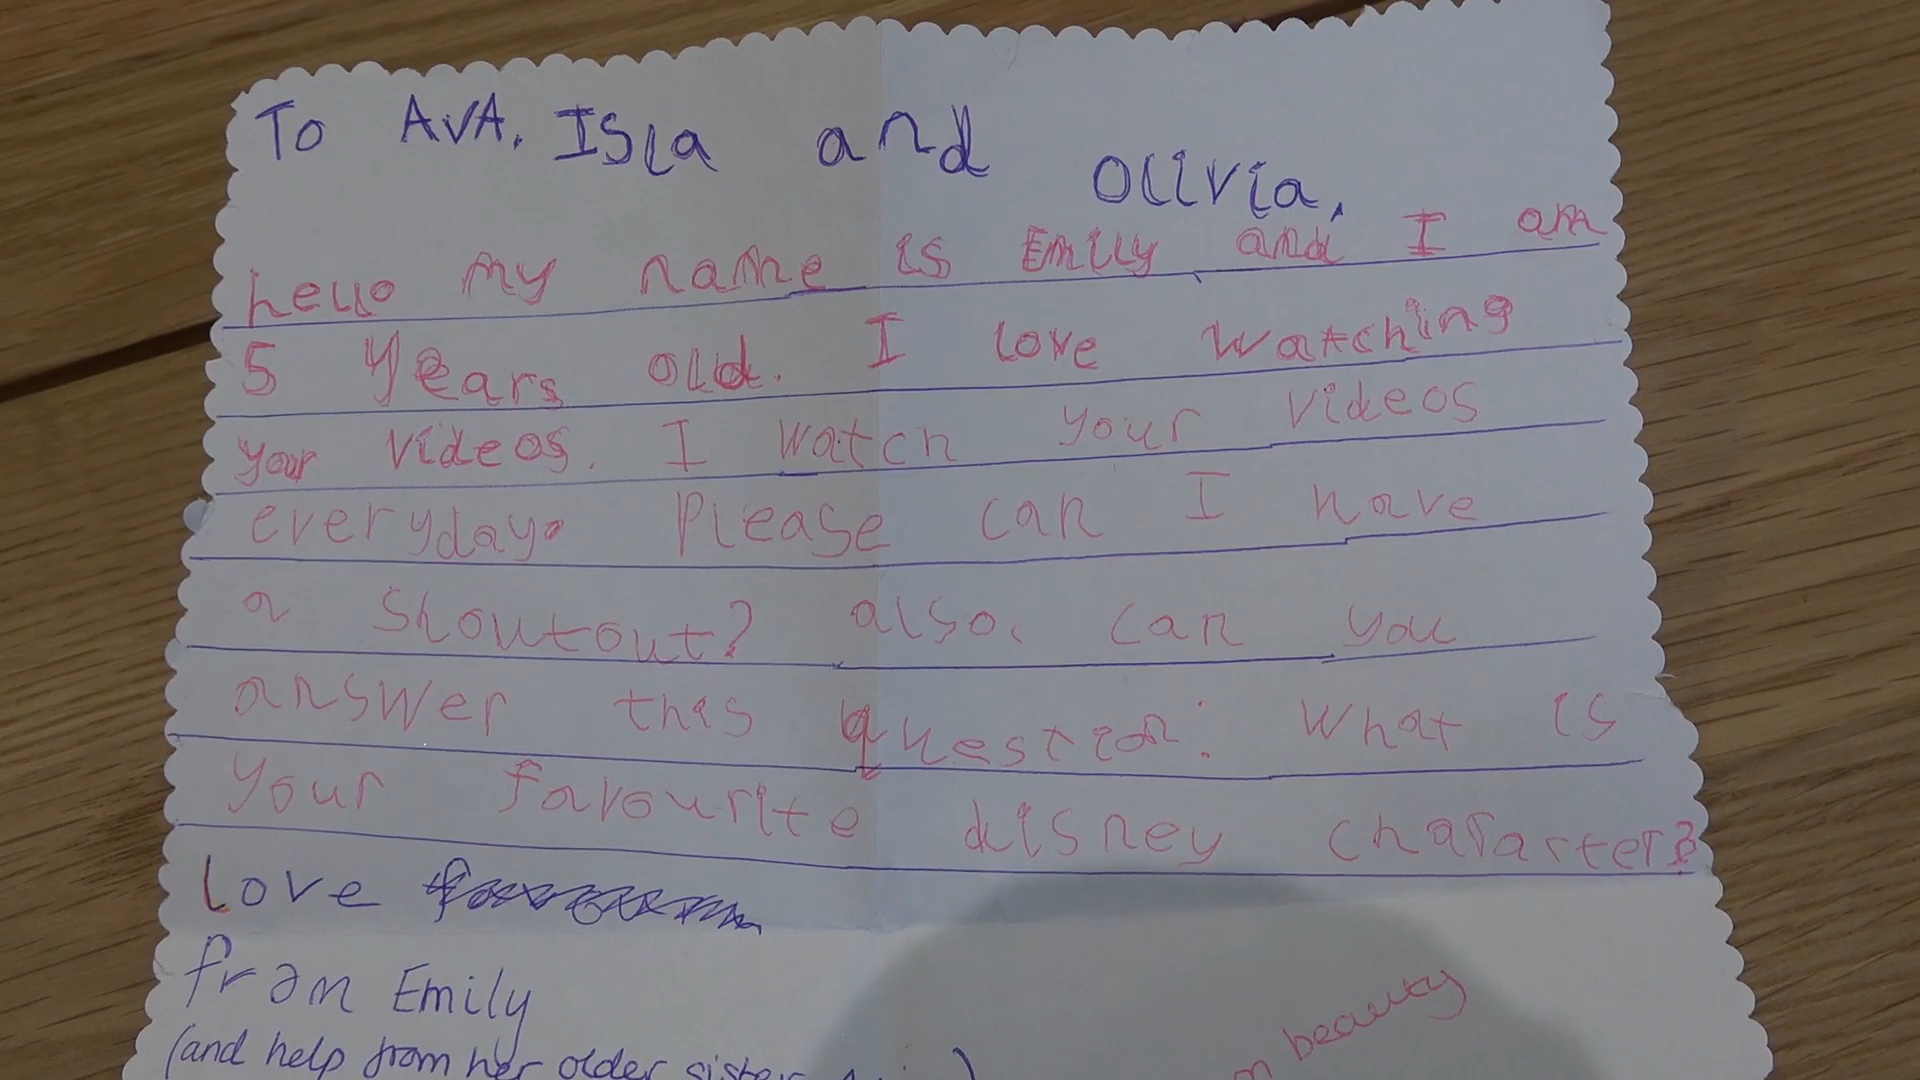 To AvA, Isla and Olivia,
hello my name is Emily and I am
5 Years old. I love watching
your videos. I watch your videos
everyday. Please can I have
a shoutout? also, can you
answer this question: What is
your favourite disney character?
Love
from Emily
(and help from her older sister
beauty